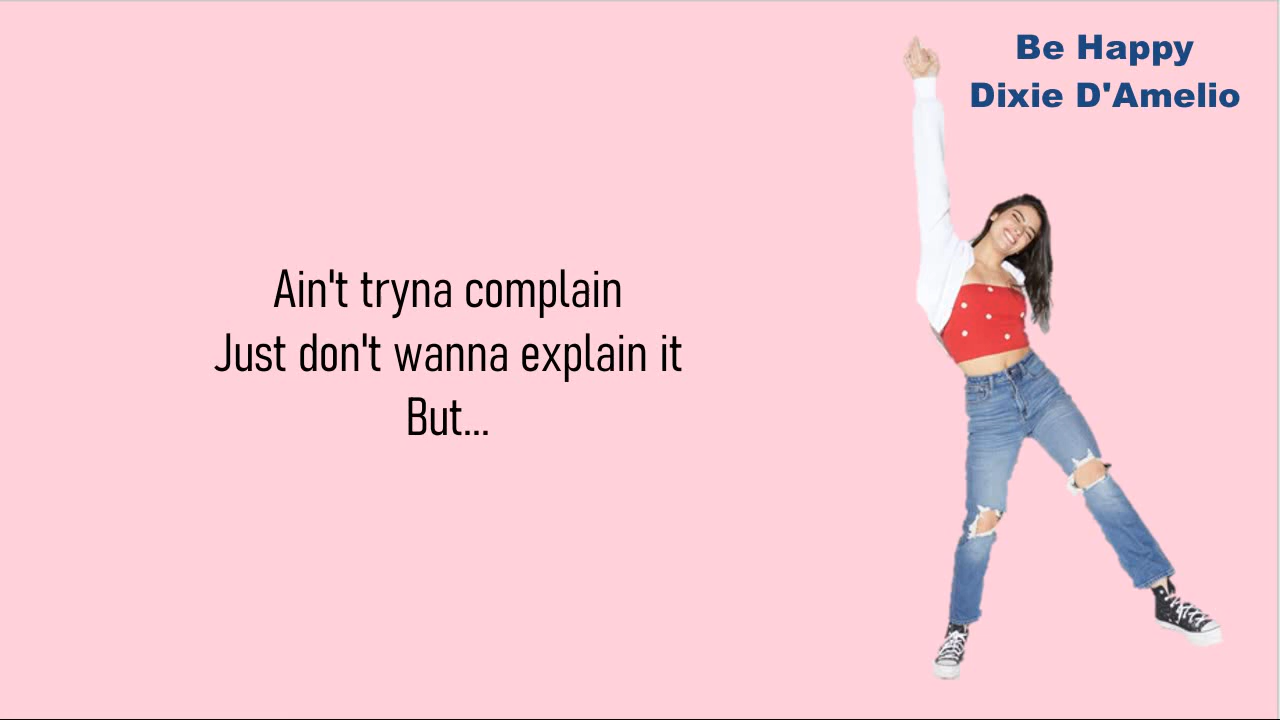 Be Happy
Dixie D'Amelio
Ain't tryna complain
Just don't wanna explain it
But...